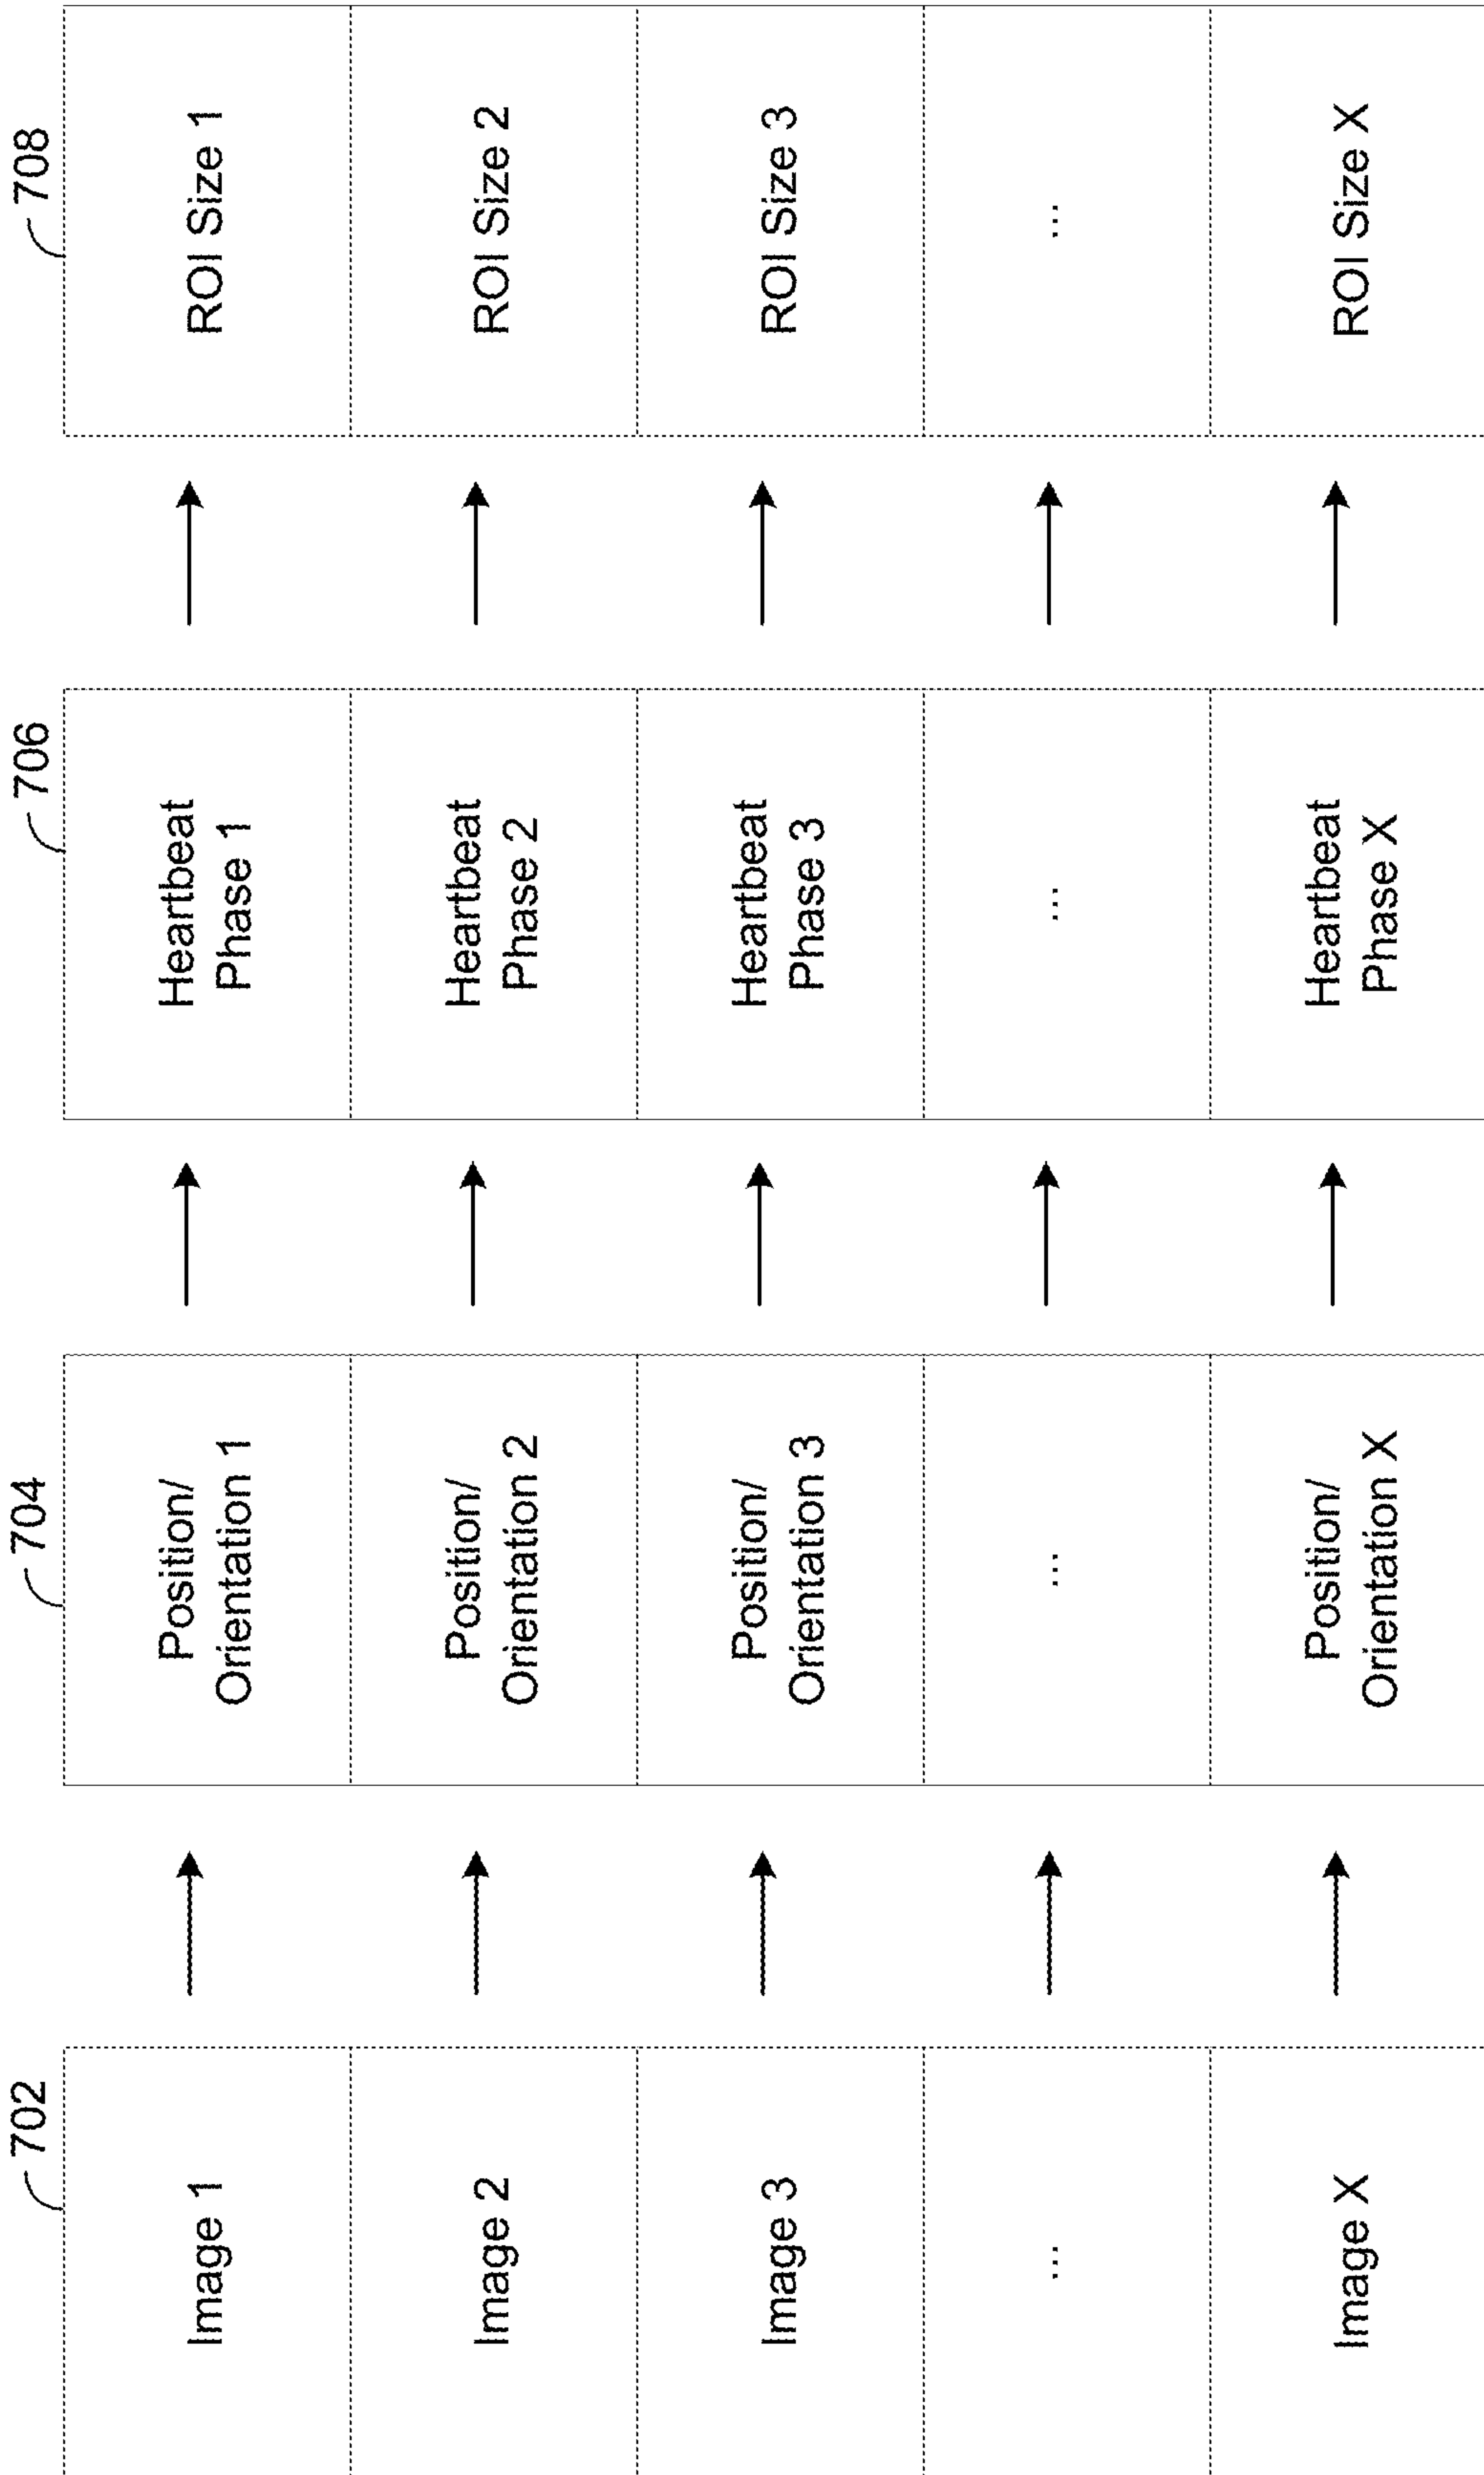 702
704
706
708
Image 1
Position/
Orientation 1
Heartbeat
Phase 1
ROI Size 1
Image 2
Position/
Orientation 2
Heartbeat
Phase 2
ROI Size 2
Image 3
Position/
Orientation 3
Heartbeat
Phase 3
ROI Size 3
...
...
...
...
Image X
Position/
Orientation X
Heartbeat
Phase X
ROI Size X